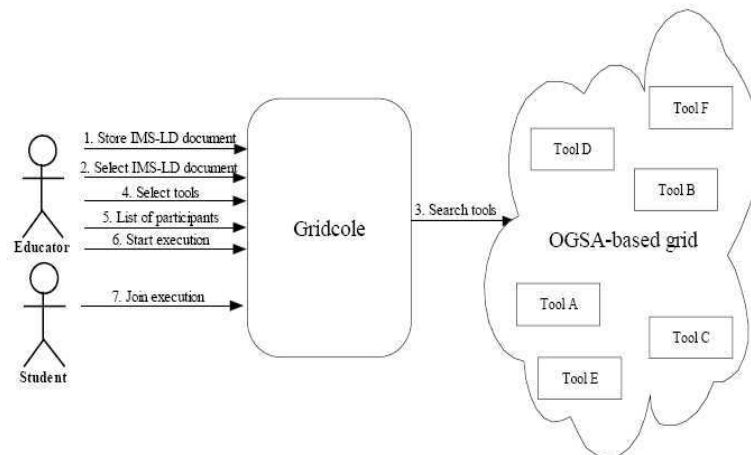 1. Store IMS-LD document
2. Select IMS-LD document
4. Select tools
5. List of participants
6. Start execution
Educator
7. Join execution
Student
Gridcole
3. Search tools
OGSA-based grid
Tool F
Tool D
Tool B
Tool A
Tool C
Tool E